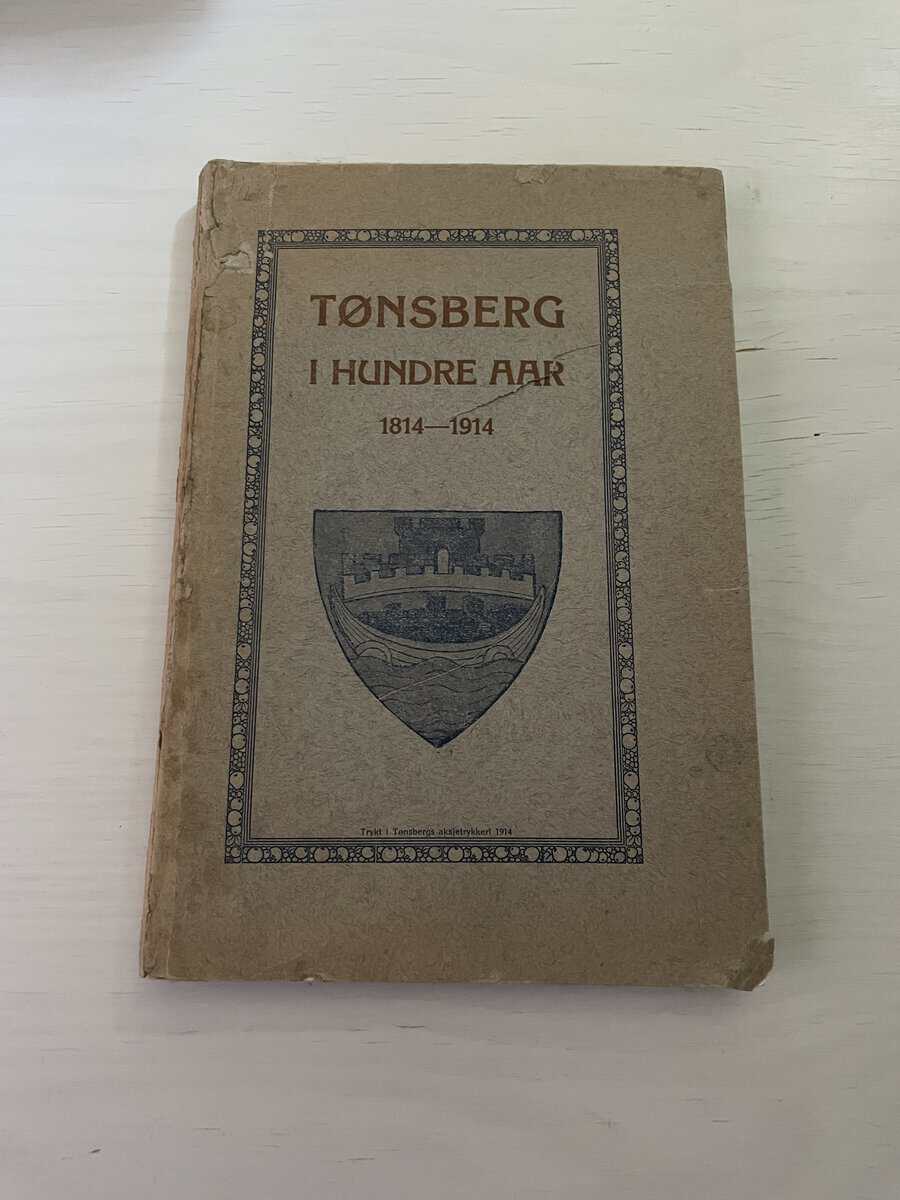 TØNSBERG
I HUNDRE AAR
1814—1914
Trykt i Tønsbergs aksjetrykkeri 1914